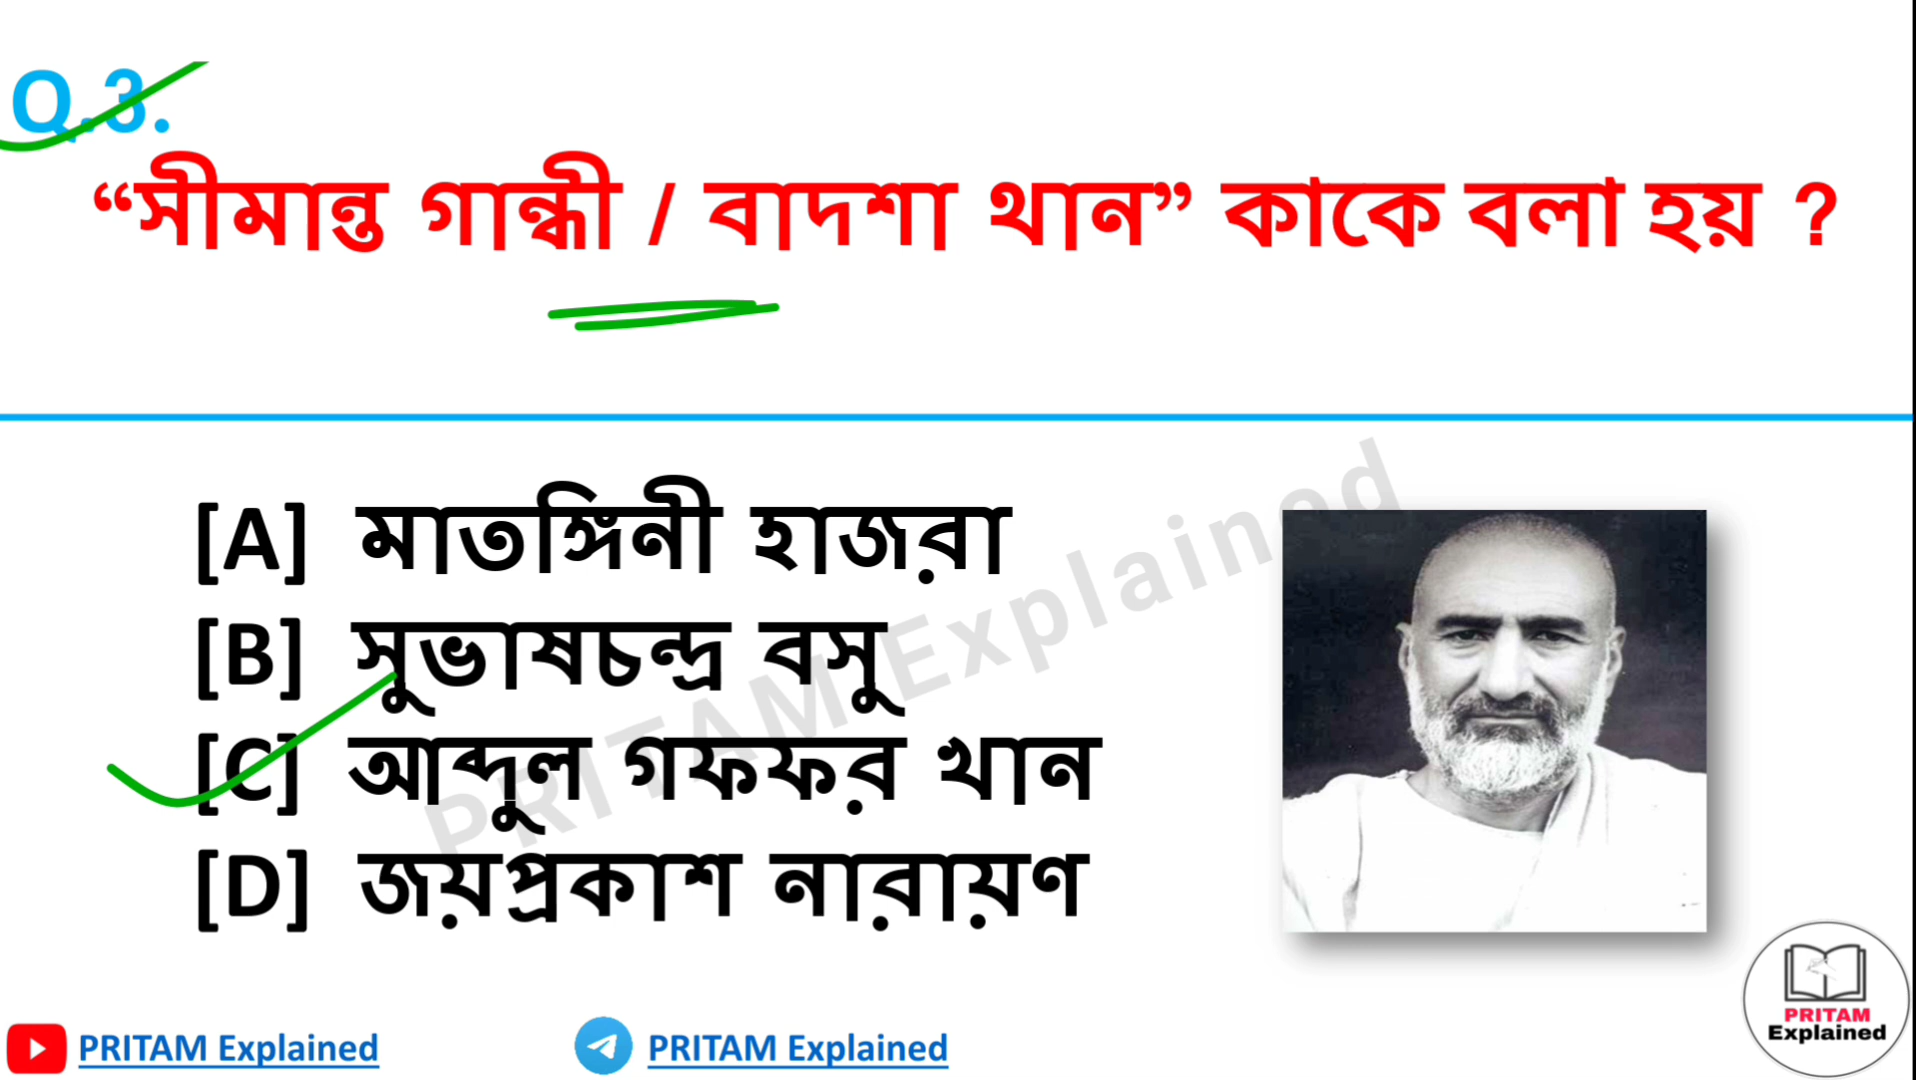 Q.3.
“সীমান্ত গান্ধী / বাদশা থান” কাকে বলা হয় ?
[A] মাতঙ্গিনী হাজরা
[B] সুভাষচন্দ্র বসু
[C] আব্দুল গফফর খান
[D] জয়প্রকাশ নারায়ণ
PRITAM Explained
PRITAM Explained
PRITAM Explained
PRITAM
Explained